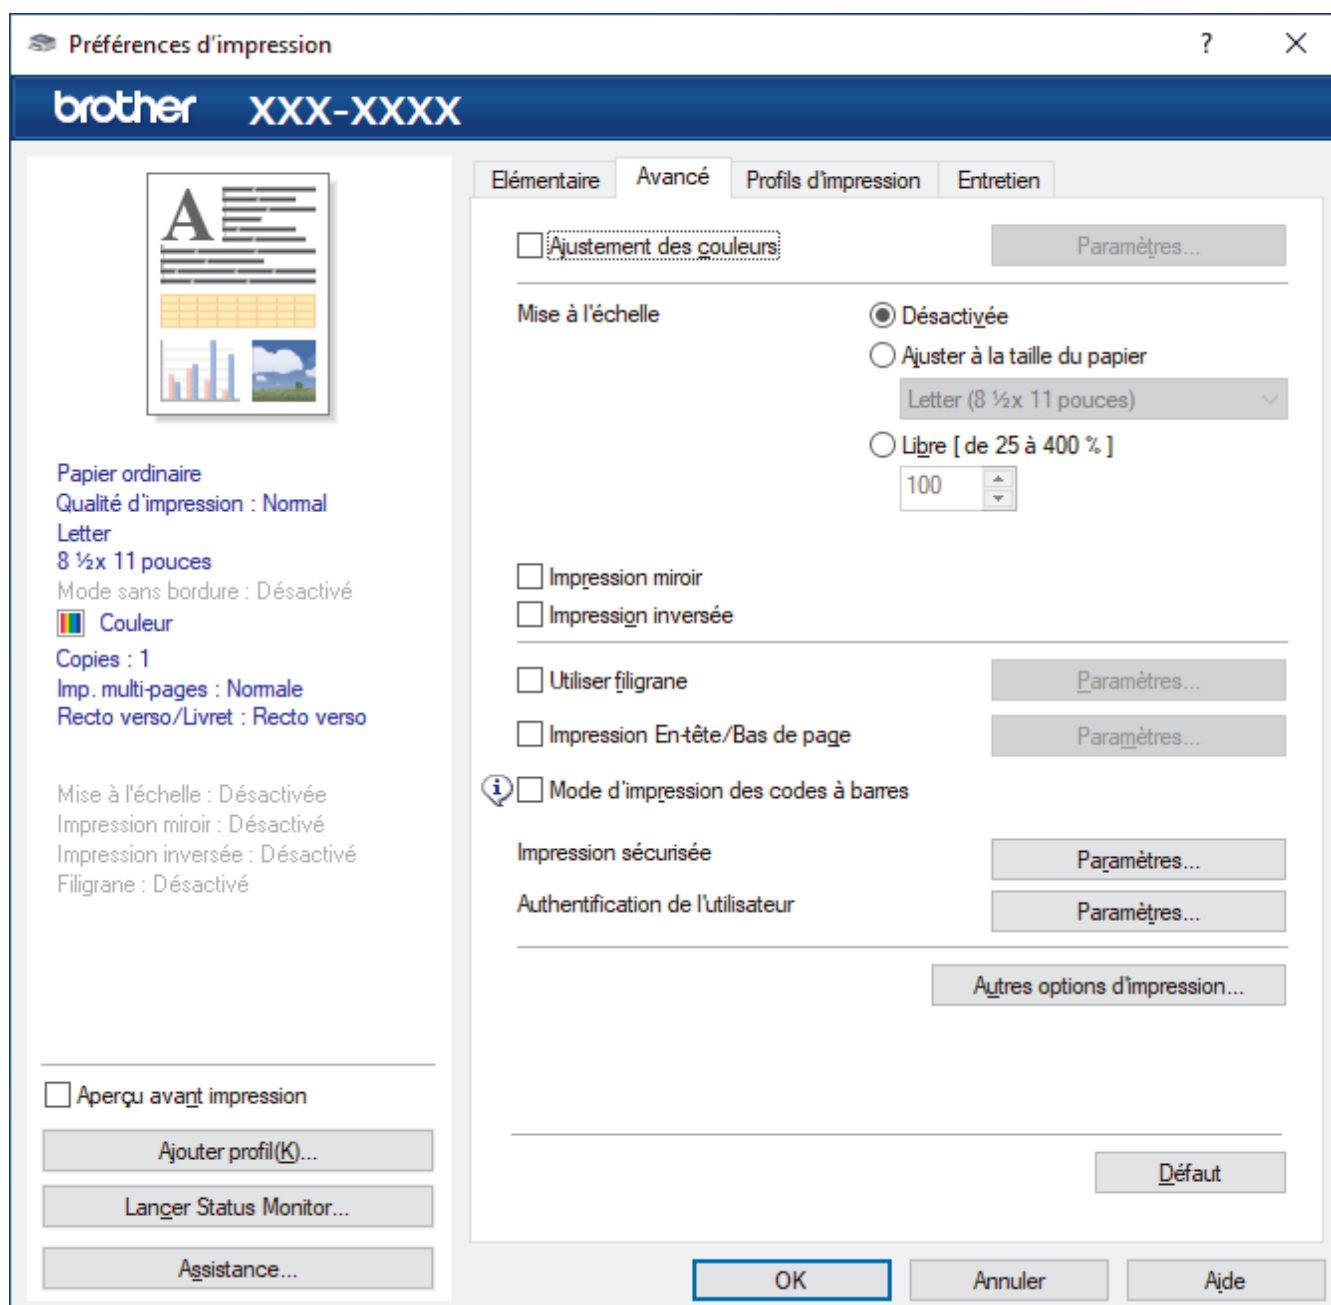 Préférences d'impression
?
brother XXX-XXXX
A
Papier ordinaire
Qualité d'impression : Normal
Letter
8 ½x 11 pouces
Mode sans bordure : Désactivé
Couleur
Copies : 1
Imp. multi-pages : Normale
Recto verso/Livret : Recto verso
Mise à l'échelle : Désactivée
Impression miroir : Désactivé
Impression inversée : Désactivé
Filigrane : Désactivé
Aperçu avant impression
Ajouter profil(K)...
Lancer Status Monitor...
Assistance...
Elémentaire Avancé Profils d'impression Entretien
Ajustement des couleurs Paramètres...
Mise à l'échelle Désactivée
Ajuster à la taille du papier
Letter (8 ½x 11 pouces)
Libre [ de 25 à 400 % ]
100
Impression miroir
Impression inversée
Utiliser filigrane Paramètres...
Impression En-tête/Bas de page Paramètres...
i Mode d'impression des codes à barres
Impression sécurisée Paramètres...
Authentification de l'utilisateur Paramètres...
Autres options d'impression...
Défaut
OK Annuler Aide